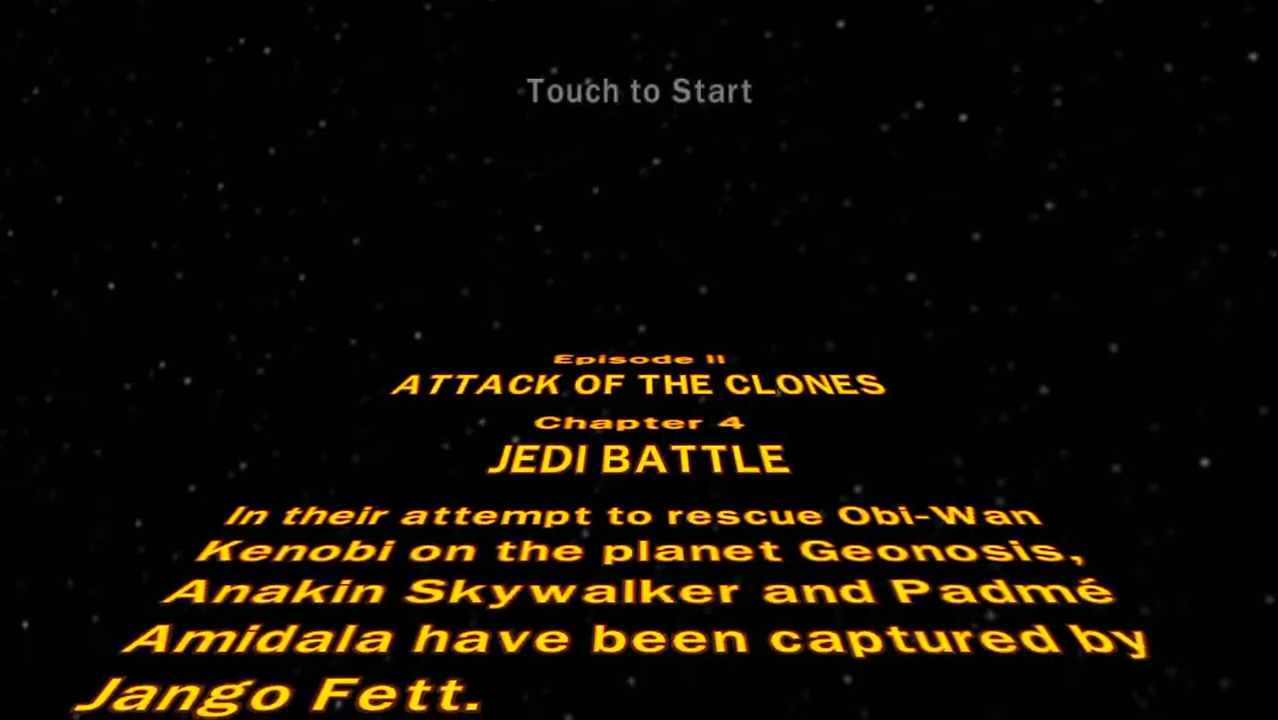 Touch to Start
Episode II
ATTACK OF THE CLONES
Chapter 4
JEDI BATTLE
In their attempt to rescue Obi-Wan
Kenobi on the planet Geonosis,
Anakin Skywalker and Padmé
Amidala have been captured by
Jango Fett.